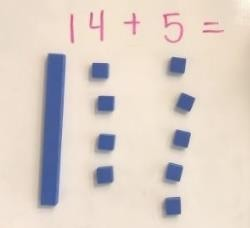 14 + 5 =